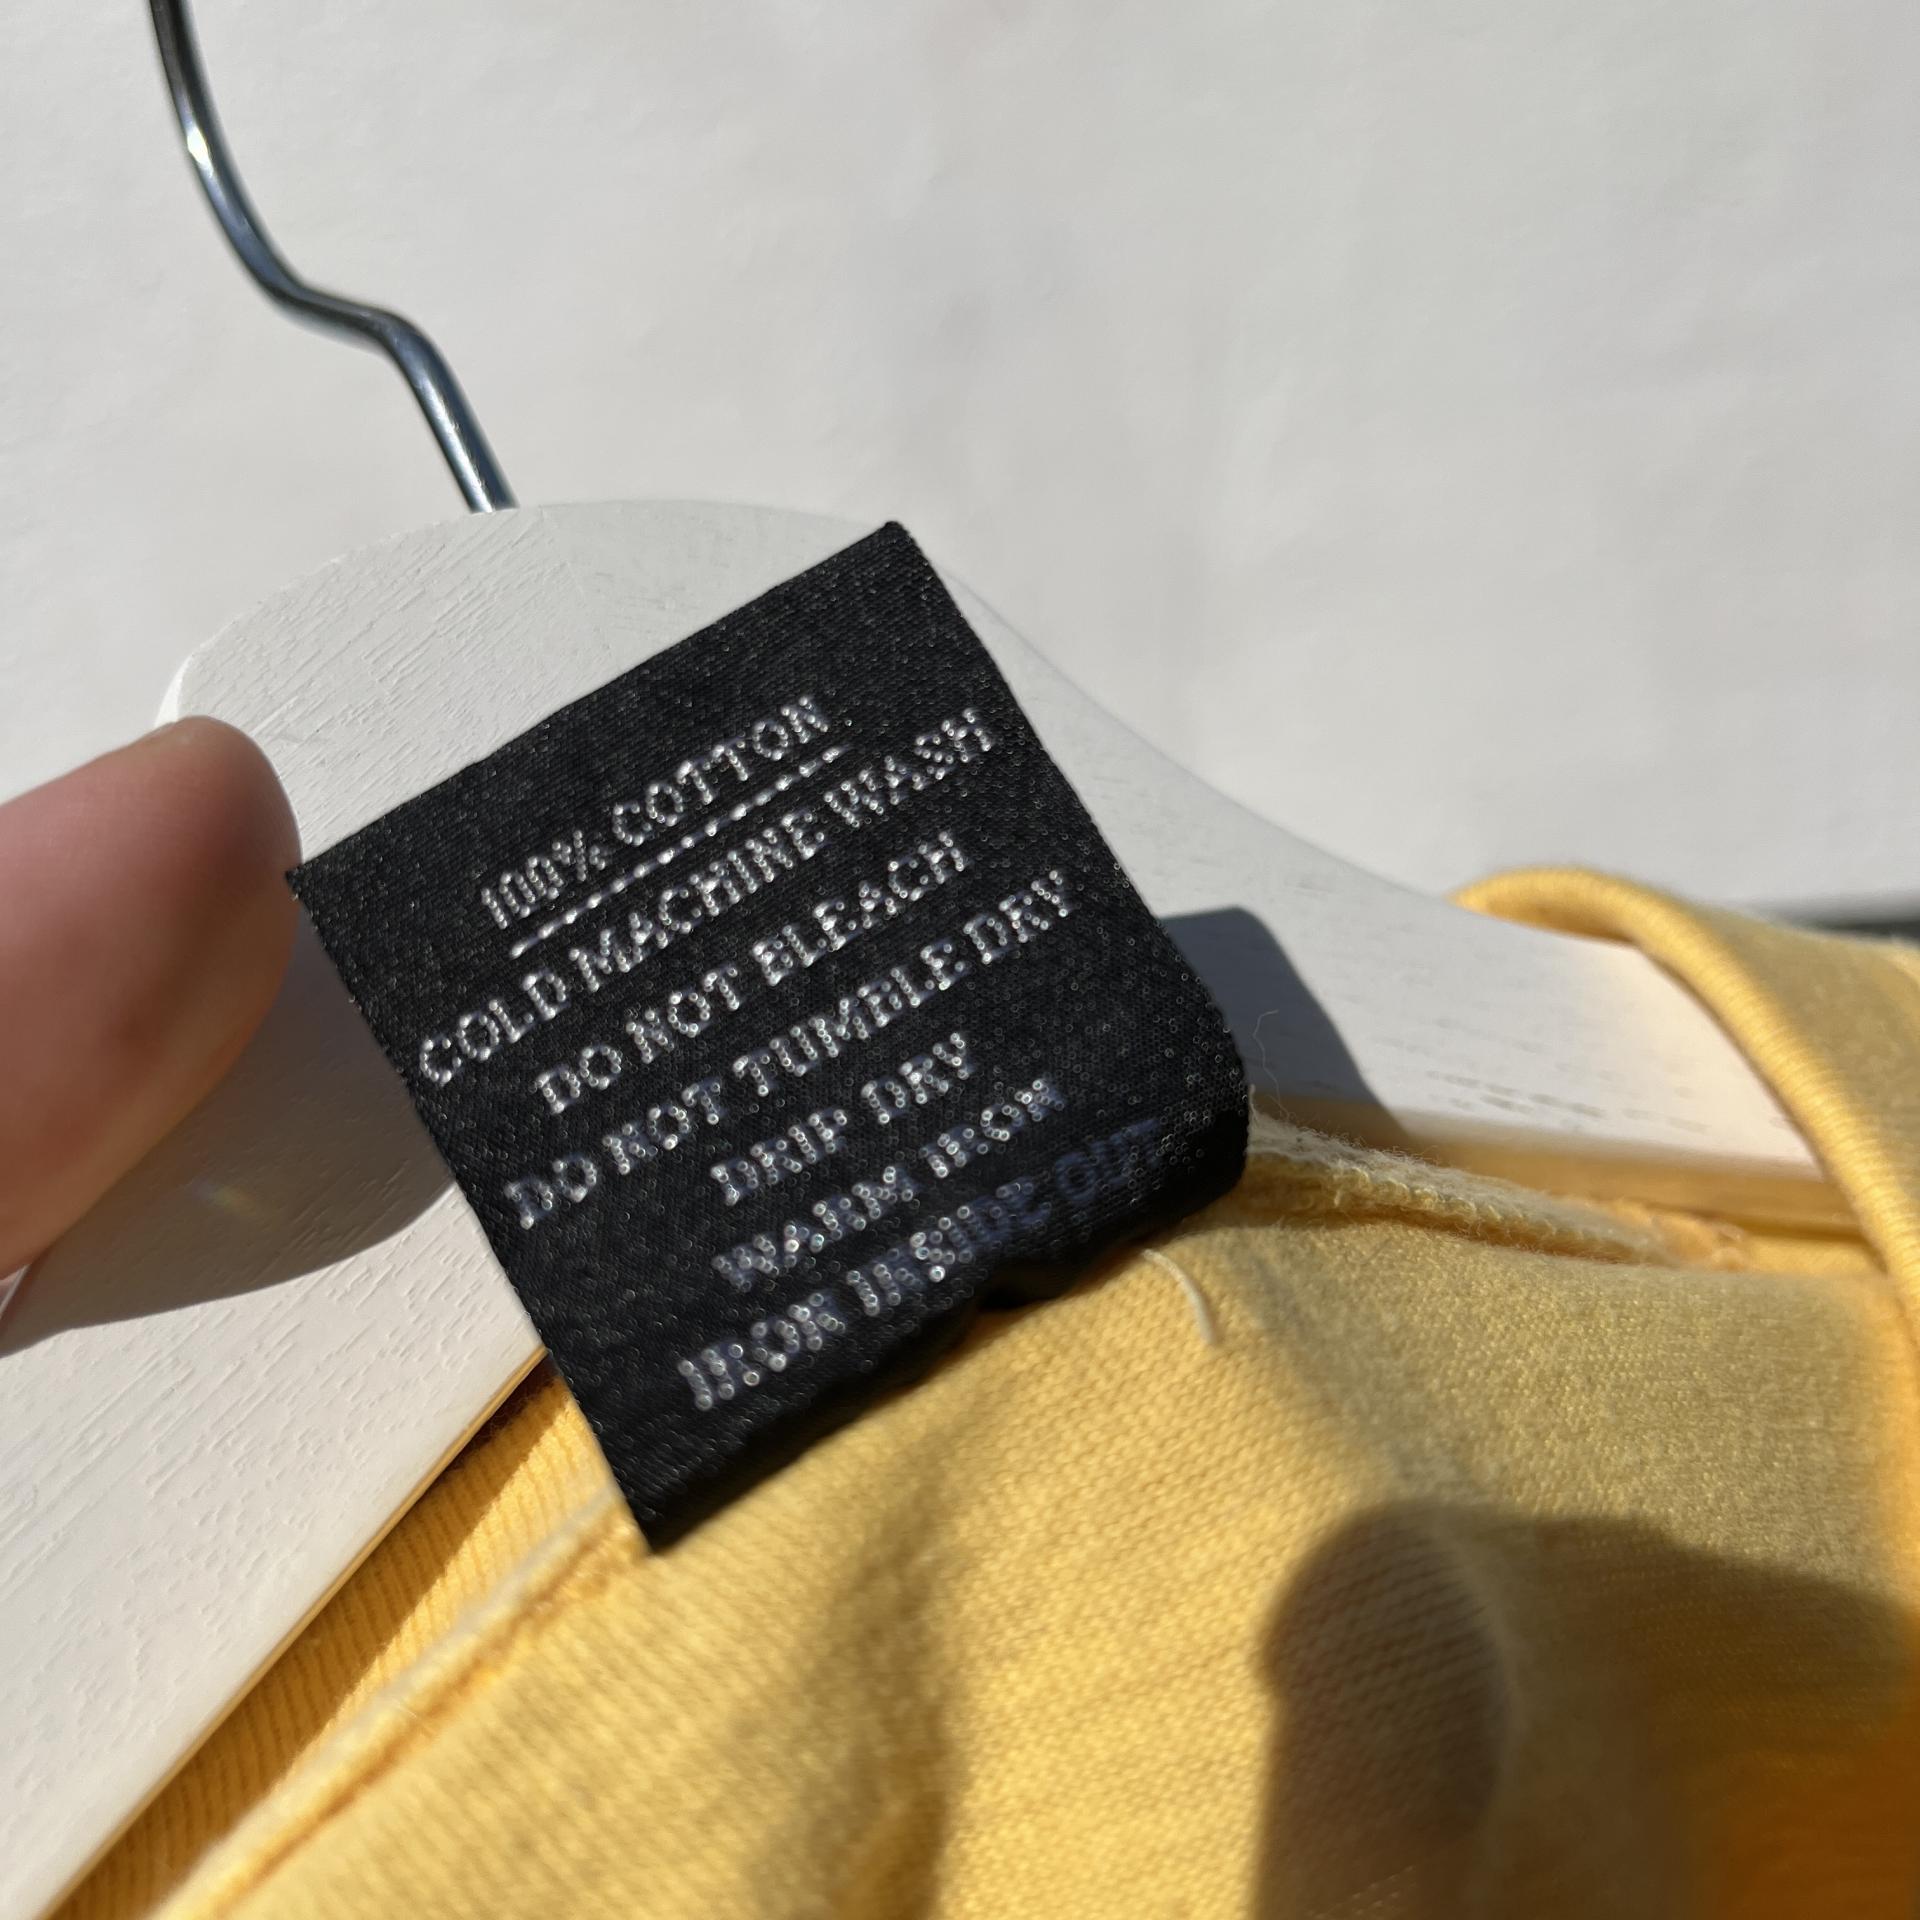 100% COTTON
COLD MACHINE WASH
DO NOT BLEACH
DO NOT TUMBLE DRY
DRIP DRY
WARM IRON
IRON INSIDE OUT